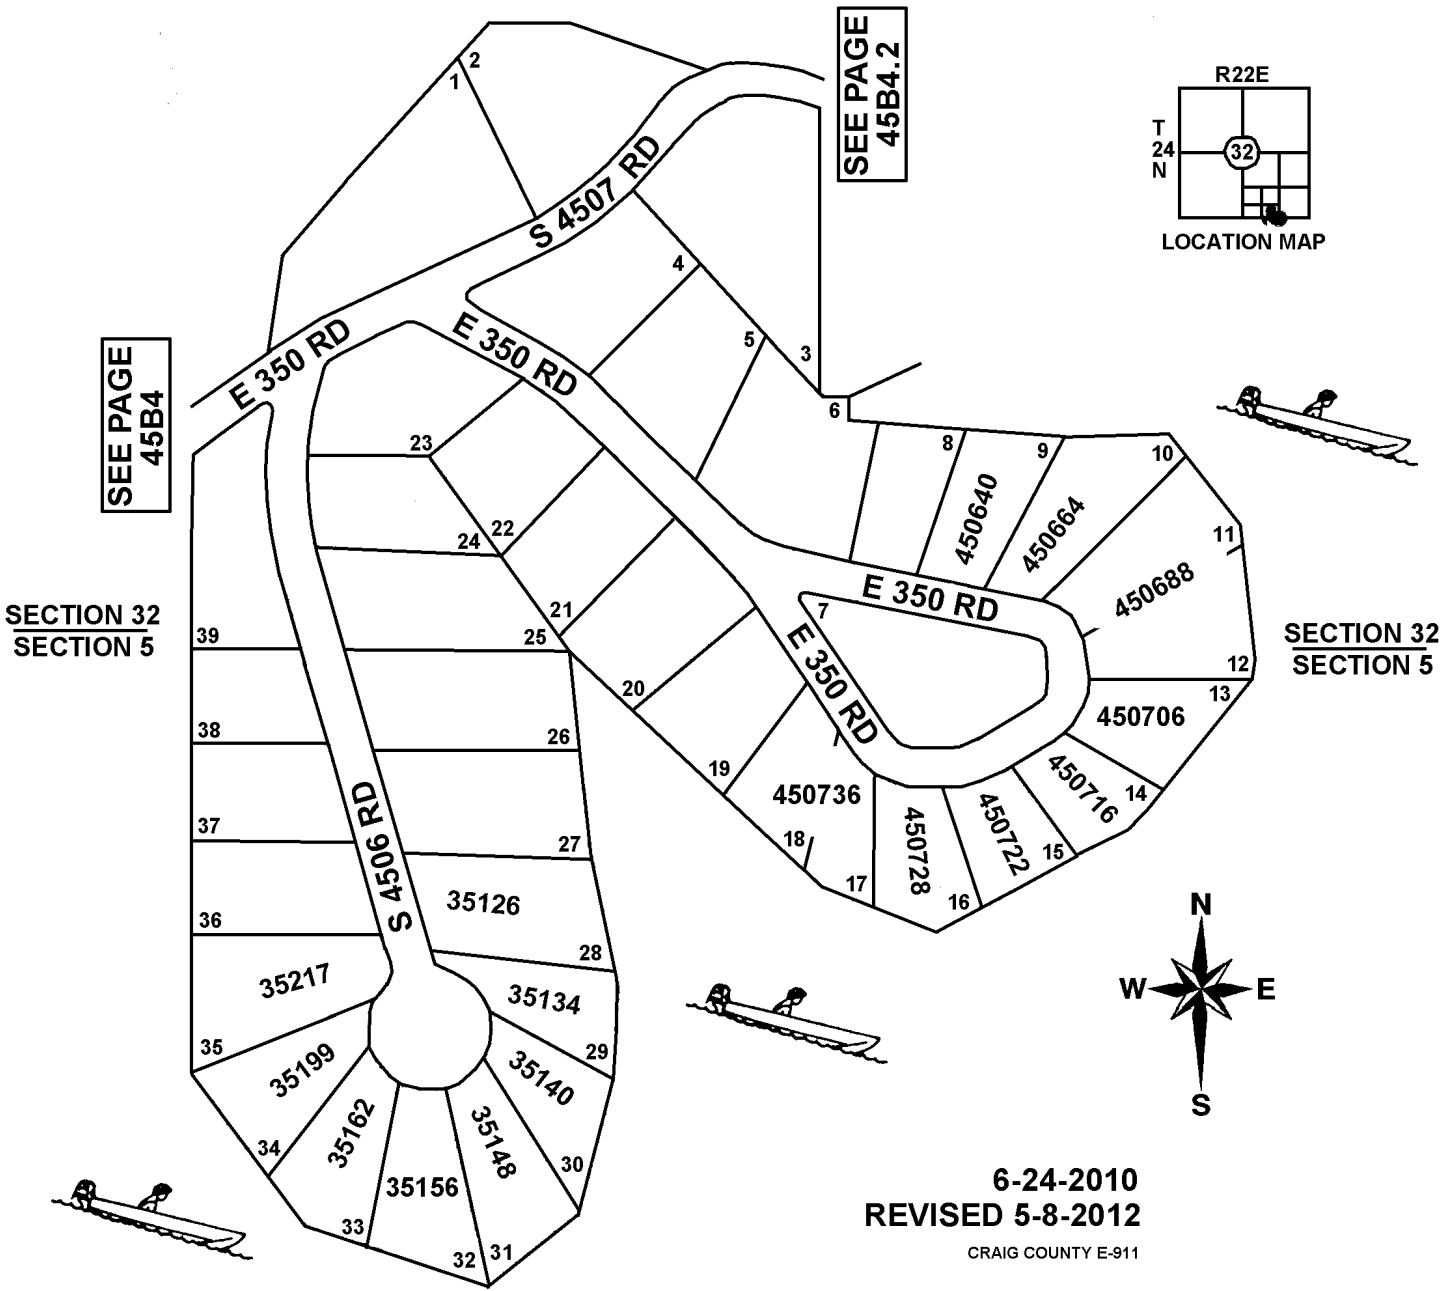 SEE PAGE
45B4.2
R22E
T
24
N
32
LOCATION MAP
2
1
S 4507 RD
4
5
3
6
E 350 RD
E 350 RD
SEE PAGE
45B4
23
24
22
21
25
20
19
8
9
10
11
12
13
14
15
16
17
18
7
450640
450664
450688
E 350 RD
E 350 RD
450706
450716
450722
450728
450736
SECTION 32
SECTION 5
SECTION 32
SECTION 5
39
38
37
36
35
34
33
32
31
30
29
28
27
26
S 4506 RD
35126
35134
35140
35148
35156
35162
35199
35217
N
W
E
S
6-24-2010
REVISED 5-8-2012
CRAIG COUNTY E-911